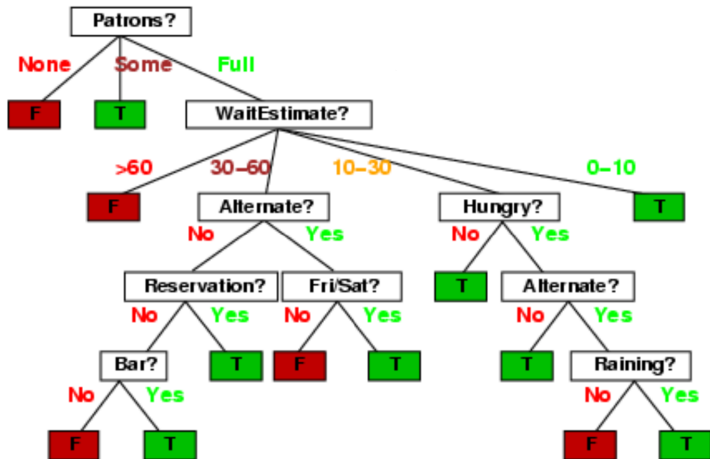 Patrons?
None Some Full
F T WaitEstimate?
>60 30–60 10–30 0–10
F Alternate? Hungry? T
No Yes No Yes
Reservation? Fri/Sat? T Alternate?
No Yes No Yes No Yes
Bar? T F T T Raining?
No Yes No Yes
F T F T